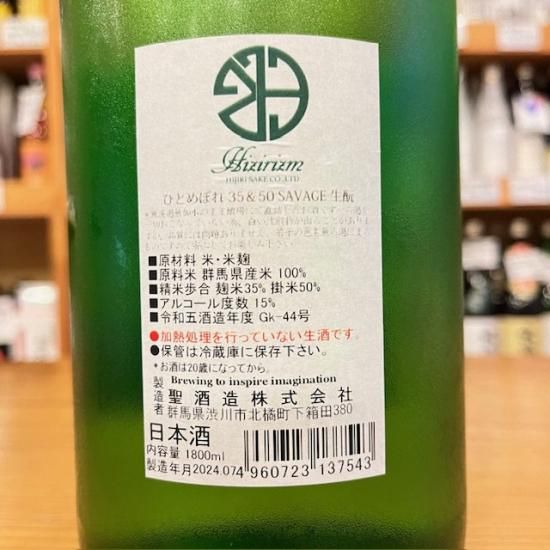 Hizirizm
HIJIRI SAKE CO.,LTD
ひとめぼれ 35&50 SAVAGE 生酛
■原材料 米・米麹
■原料米 群馬県産米 100%
■精米歩合 麹米35% 掛米50%
■アルコール度数 15%
■令和五酒造年度 Gk-44号
●加熱処理を行っていない生酒です。
●保管は冷蔵庫に保存下さい。
*お酒は20歳になってから。
Brewing to inspire imagination
製造者 聖酒造株式会社
群馬県渋川市北橘町下箱田380
日本酒
内容量 1800ml
製造年月2024.07
4960723137543